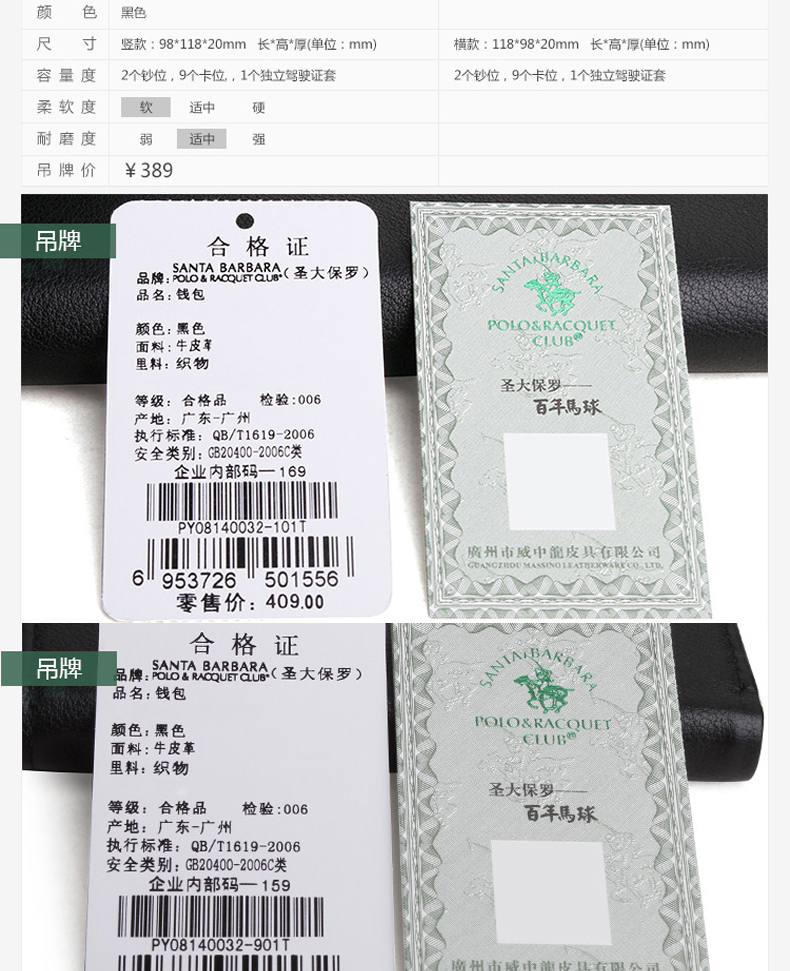 颜 色 黑色
尺 寸 竖款：98*118*20mm 长*高*厚(单位：mm) 横款：118*98*20mm 长*高*厚(单位：mm)
容量度 2个钞位，9个卡位,，1个独立驾驶证套 2个钞位，9个卡位，1个独立驾驶证套
柔软度 软 适中 硬
耐磨度 弱 适中 强
吊牌价 ￥389
吊牌
合格证
品牌: SANTA BARBARA POLO & RACQUET CLUB®(圣大保罗)
品名: 钱包
颜色: 黑色
面料: 牛皮革
里料: 织物
等级: 合格品 检验:006
产地: 广东-广州
执行标准: QB/T1619-2006
安全类别: GB20400-2006C类
企业内部码—169
PY08140032-101T
6 953726 501556
零售价: 409.00
SANTA BARBARA
POLO&RACQUET
CLUB®
圣大保罗——
百年馬球
廣州市威申龍皮具有限公司
GUANGZHOU MASSINO LEATHERWARE CO., LTD.
吊牌
合格证
品牌: SANTA BARBARA POLO & RACQUET CLUB®(圣大保罗)
品名: 钱包
颜色: 黑色
面料: 牛皮革
里料: 织物
等级: 合格品 检验:006
产地: 广东-广州
执行标准: QB/T1619-2006
安全类别: GB20400-2006C类
企业内部码—159
PY08140032-901T
SANTA BARBARA
POLO&RACQUET
CLUB®
圣大保罗——
百年馬球
廣州市威申龍皮具有限公司